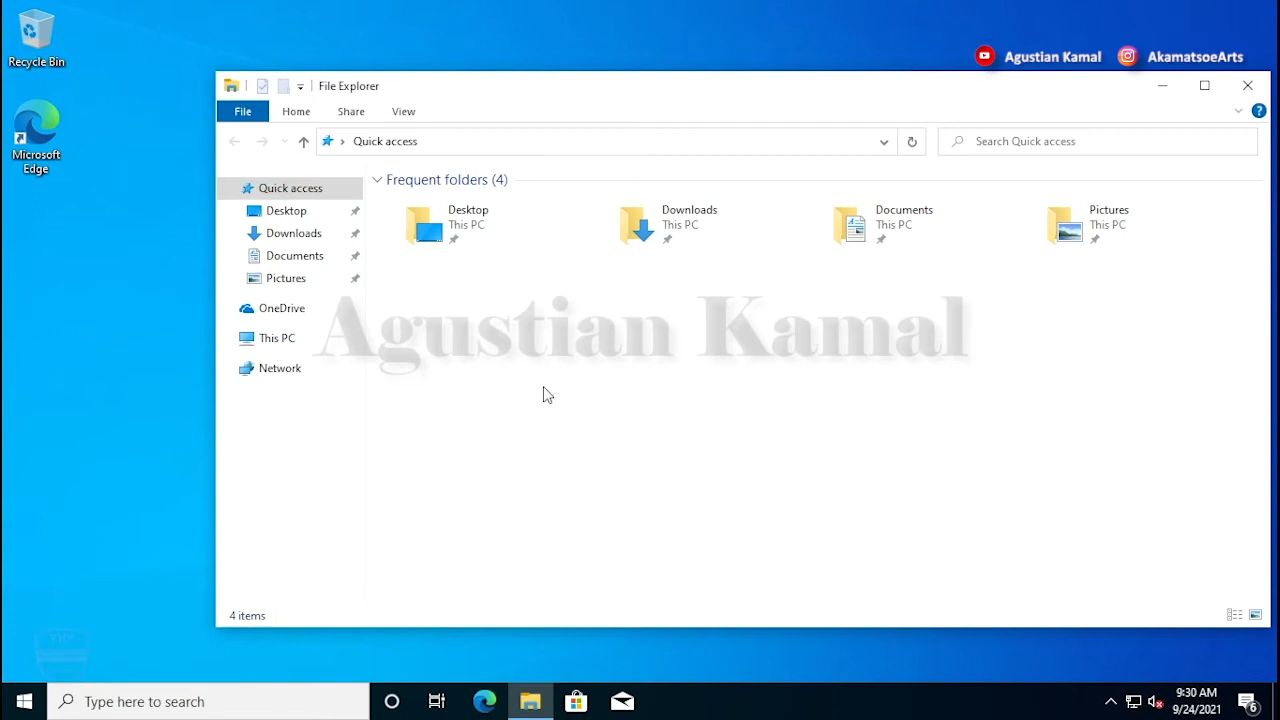 Recycle Bin
Agustian Kamal
AkamatsoeArts
File Explorer
File
Home
Share
View
Quick access
Search Quick access
Microsoft
Edge
Quick access
Desktop
Downloads
Documents
Pictures
OneDrive
This PC
Network
Frequent folders (4)
Desktop
This PC
Downloads
This PC
Documents
This PC
Pictures
This PC
Agustian Kamal
4 items
Type here to search
9:30 AM
9/24/2021
6